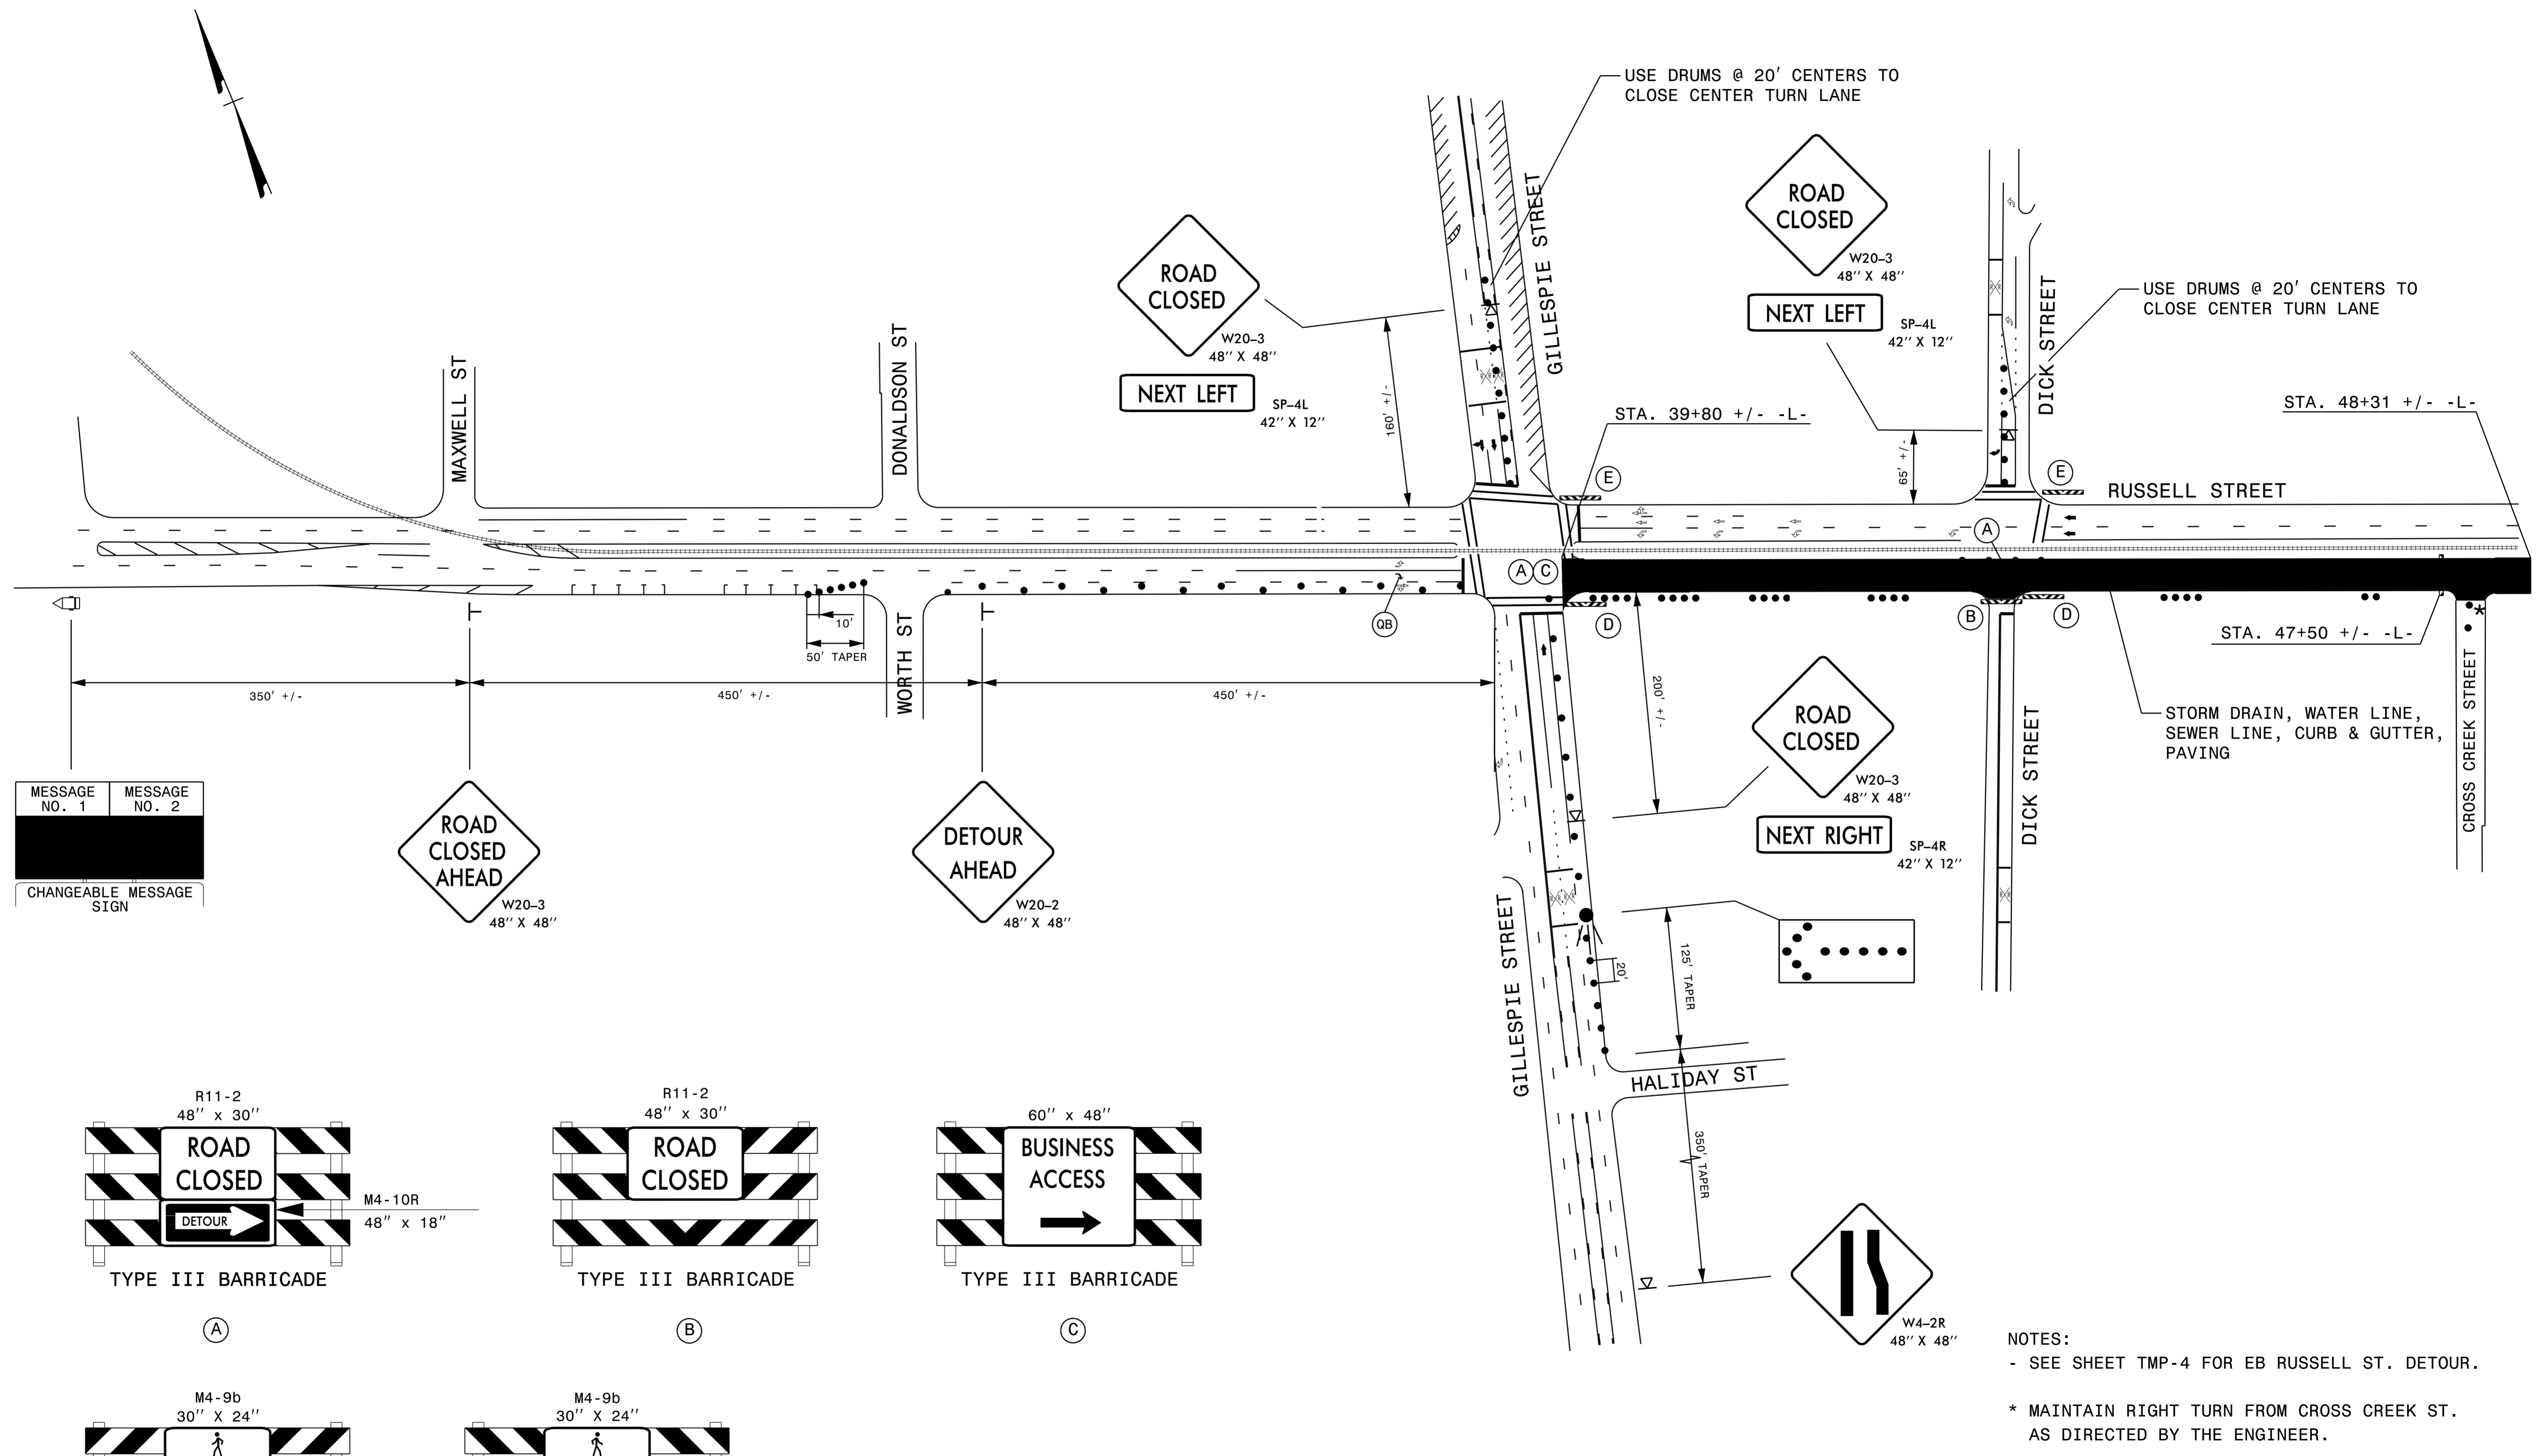 USE DRUMS @ 20' CENTERS TO
CLOSE CENTER TURN LANE
ROAD
CLOSED
W20-3
48'' X 48''
NEXT LEFT
SP-4L
42'' X 12''
160' +/-
GILLESPIE STREET
ROAD
CLOSED
W20-3
48'' X 48''
NEXT LEFT
SP-4L
42'' X 12''
65' +/-
DICK STREET
USE DRUMS @ 20' CENTERS TO
CLOSE CENTER TURN LANE
MAXWELL ST
DONALDSON ST
STA. 39+80 +/- -L-
STA. 48+31 +/- -L-
E
E
RUSSELL STREET
A
A C
QB
D
B
D
*
10'
50' TAPER
WORTH ST
350' +/-
450' +/-
450' +/-
200' +/-
STA. 47+50 +/- -L-
CROSS CREEK STREET
STORM DRAIN, WATER LINE,
SEWER LINE, CURB & GUTTER,
PAVING
DICK STREET
ROAD
CLOSED
W20-3
48'' X 48''
NEXT RIGHT
SP-4R
42'' X 12''
MESSAGE
NO. 1
MESSAGE
NO. 2
CHANGEABLE MESSAGE
SIGN
ROAD
CLOSED
AHEAD
W20-3
48'' X 48''
DETOUR
AHEAD
W20-2
48'' X 48''
GILLESPIE STREET
20'
125' TAPER
HALIDAY ST
350' TAPER
W4-2R
48'' X 48''
R11-2
48'' x 30''
ROAD
CLOSED
DETOUR
M4-10R
48" x 18"
TYPE III BARRICADE
A
R11-2
48'' x 30''
ROAD
CLOSED
TYPE III BARRICADE
B
60'' x 48''
BUSINESS
ACCESS
TYPE III BARRICADE
C
M4-9b
30'' X 24''
M4-9b
30'' X 24''
NOTES:
- SEE SHEET TMP-4 FOR EB RUSSELL ST. DETOUR.
* MAINTAIN RIGHT TURN FROM CROSS CREEK ST.
AS DIRECTED BY THE ENGINEER.